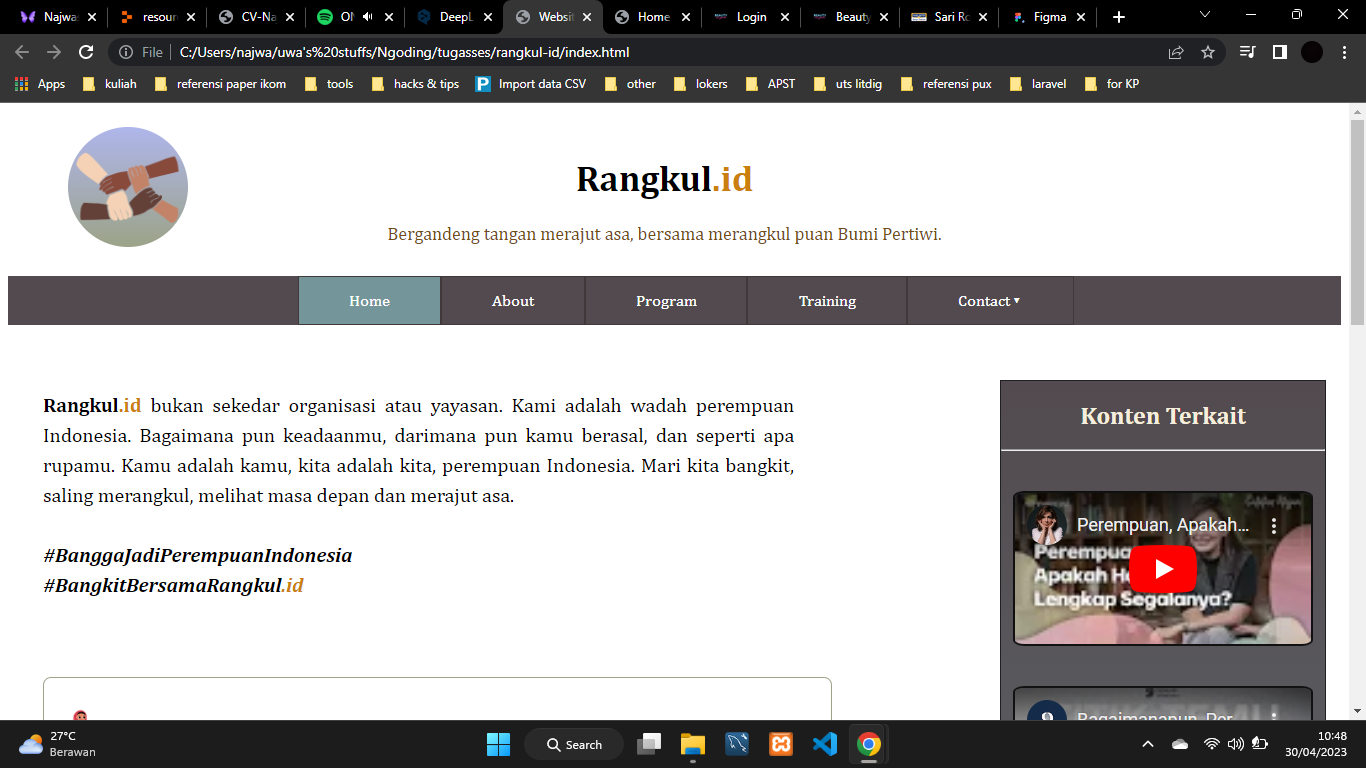 Najwa
resour
CV-Na
DeepL
Websit
Home
Login
Beauty
Sari Ro
Figma
File
C:/Users/najwa/uwa's%20stuffs/Ngoding/tugasses/rangkul-id/index.html
Apps
kuliah
referensi paper ikom
tools
hacks & tips
Import data CSV
other
lokers
APST
uts litdig
referensi pux
laravel
for KP
Rangkul.id
Bergandeng tangan merajut asa, bersama merangkul puan Bumi Pertiwi.
Home
About
Program
Training
Contact ▾
Rangkul.id bukan sekedar organisasi atau yayasan. Kami adalah wadah perempuan
Indonesia. Bagaimana pun keadaanmu, darimana pun kamu berasal, dan seperti apa
rupamu. Kamu adalah kamu, kita adalah kita, perempuan Indonesia. Mari kita bangkit,
saling merangkul, melihat masa depan dan merajut asa.
#BanggaJadiPerempuanIndonesia
#BangkitBersamaRangkul.id
Konten Terkait
Perempuan, Apakah...
Apakah
Lengkap Segalanya?
27°C
Berawan
Search
10:48
30/04/2023